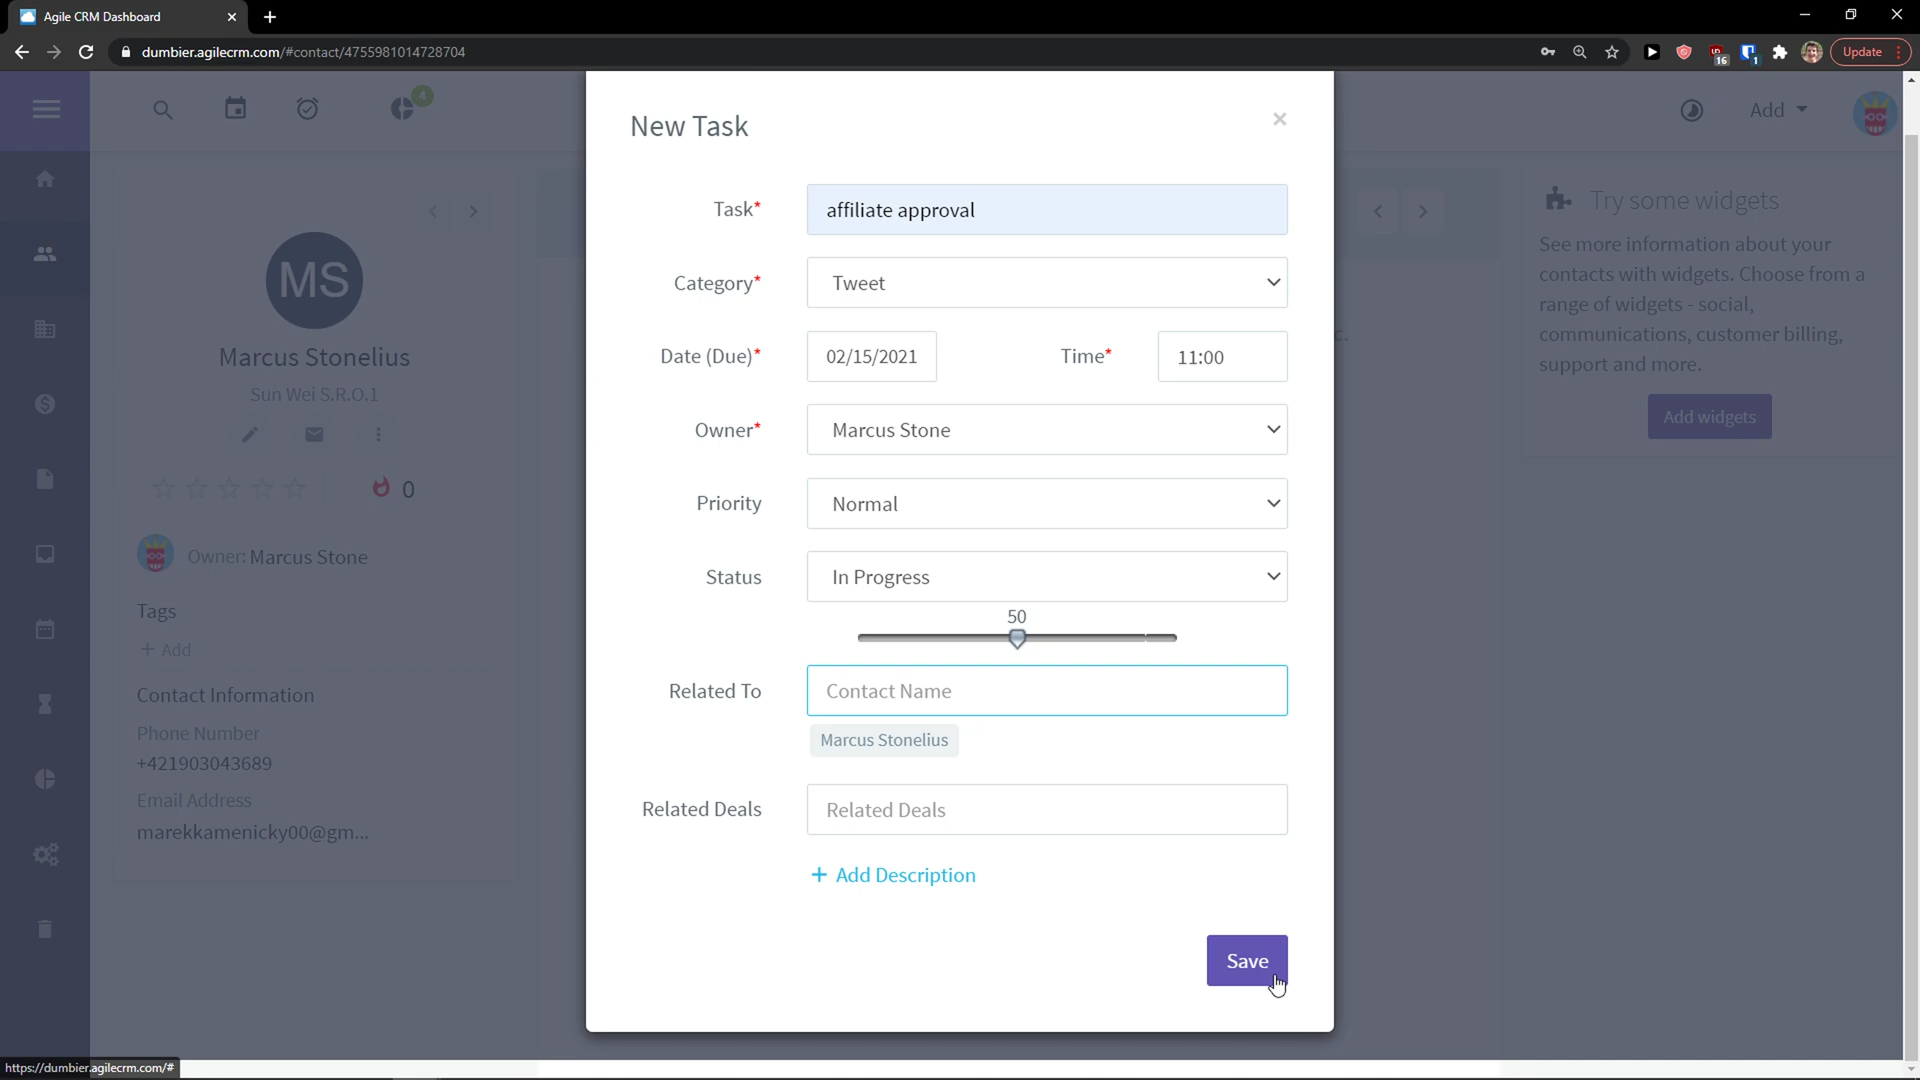 Agile CRM Dashboard
dumbier.agilecrm.com/#contact/4755981014728704
16
1
Update
4
Add
New Task
×
Task*
affiliate approval
Category*
Tweet
Date (Due)*
02/15/2021
Time*
11:00
Owner*
Marcus Stone
Priority
Normal
Status
In Progress
50
Related To
Contact Name
Marcus Stonelius
Related Deals
Related Deals
+ Add Description
Save
MS
Marcus Stonelius
Sun Wei S.R.O.1
0
Owner: Marcus Stone
Tags
+ Add
Contact Information
Phone Number
+421903043689
Email Address
marekkamenicky00@gm...
Try some widgets
See more information about your
contacts with widgets. Choose from a
range of widgets - social,
communications, customer billing,
support and more.
Add widgets
c.
https://dumbier.agilecrm.com/#